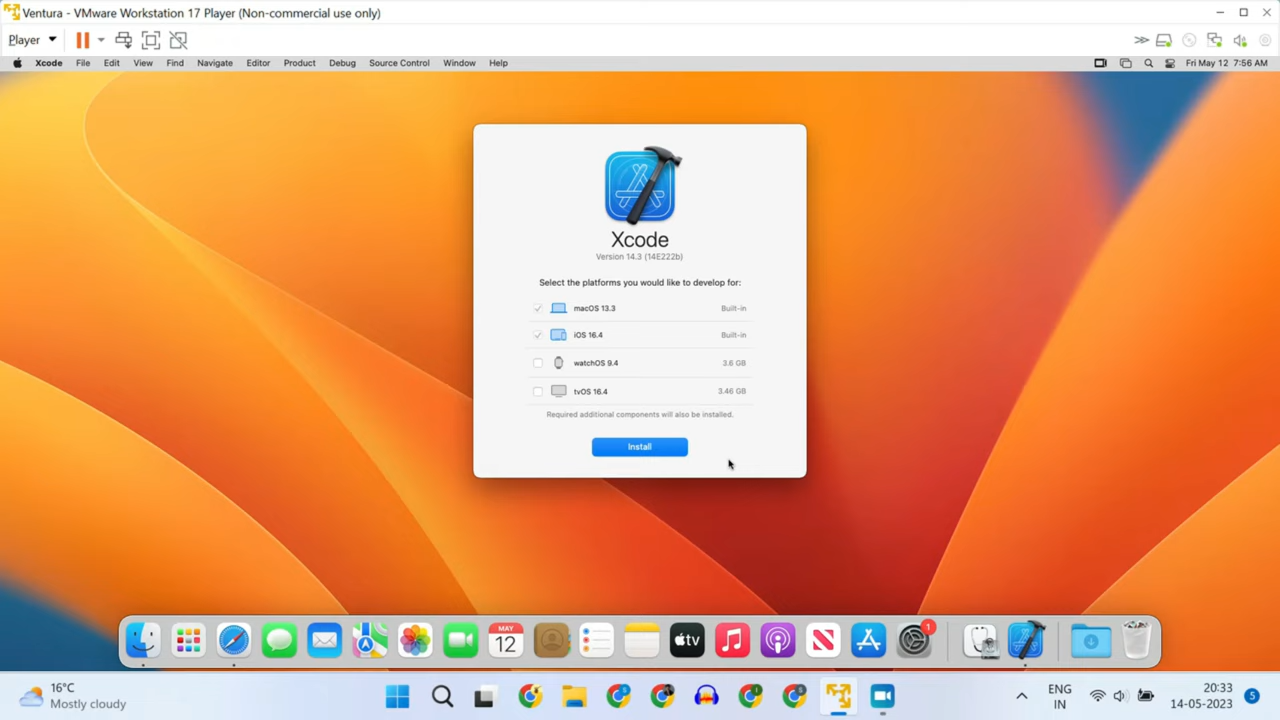 Ventura - VMware Workstation 17 Player (Non-commercial use only)
Player
Xcode File Edit View Find Navigate Editor Product Debug Source Control Window Help Fri May 12 7:56 AM
Xcode
Version 14.3 (14E222b)
Select the platforms you would like to develop for:
macOS 13.3 Built-in
iOS 16.4 Built-in
watchOS 9.4 3.6 GB
tvOS 16.4 3.46 GB
Required additional components will also be installed.
Install
MAY
12
tv
1
16°C
Mostly cloudy
ENG
IN
20:33
14-05-2023
5